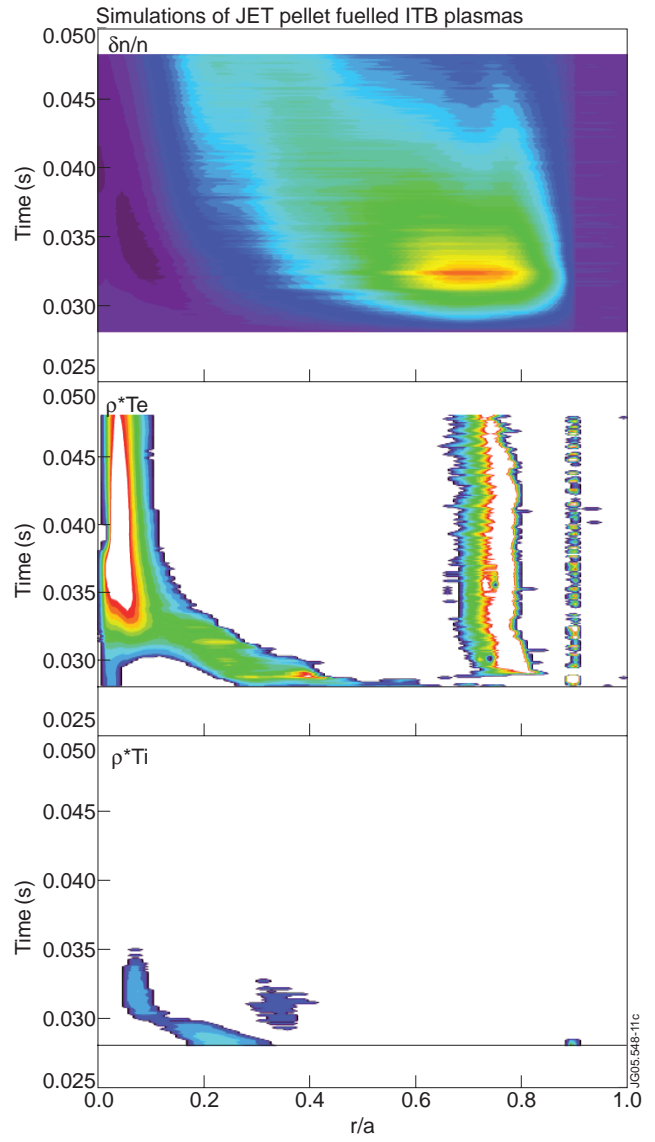 Simulations of JET pellet fuelled ITB plasmas
δn/n
0.050
0.045
0.040
0.035
0.030
0.025
Time (s)
ρ*Te
0.050
0.045
0.040
0.035
0.030
0.025
Time (s)
ρ*Ti
0.050
0.045
0.040
0.035
0.030
0.025
Time (s)
0.0 0.2 0.4 0.6 0.8 1.0
r/a
JG05.548-11c